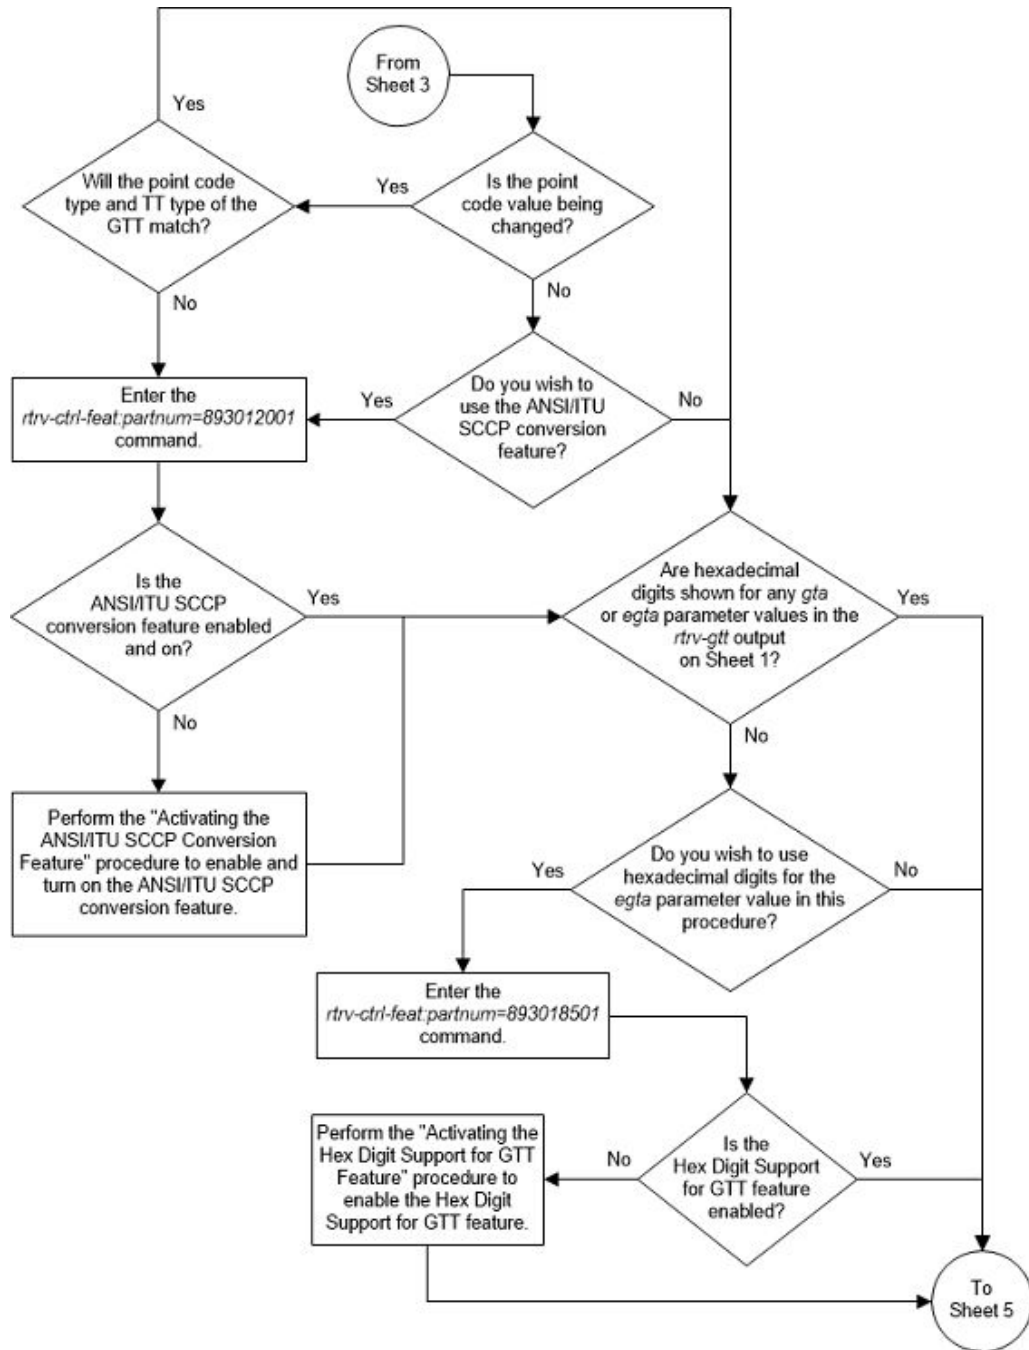 From
Sheet 3
Yes
Will the point code
type and TT type of the
GTT match?
Yes
Is the point
code value being
changed?
No
No
Enter the
rtrv-ctrl-feat:partnum=893012001
command.
Yes
Do you wish to
use the ANSI/ITU
SCCP conversion
feature?
No
Is the
ANSI/ITU SCCP
conversion feature enabled
and on?
Yes
Are hexadecimal
digits shown for any gta
or egta parameter values in the
rtrv-gtt output
on Sheet 1?
Yes
No
No
Perform the "Activating the
ANSI/ITU SCCP Conversion
Feature" procedure to enable and
turn on the ANSI/ITU SCCP
conversion feature.
Yes
Do you wish to use
hexadecimal digits for the
egta parameter value in this
procedure?
No
Enter the
rtrv-ctrl-feat:partnum=893018501
command.
Perform the "Activating the
Hex Digit Support for GTT
Feature" procedure to
enable the Hex Digit
Support for GTT feature.
No
Is the
Hex Digit Support
for GTT feature
enabled?
Yes
To
Sheet 5